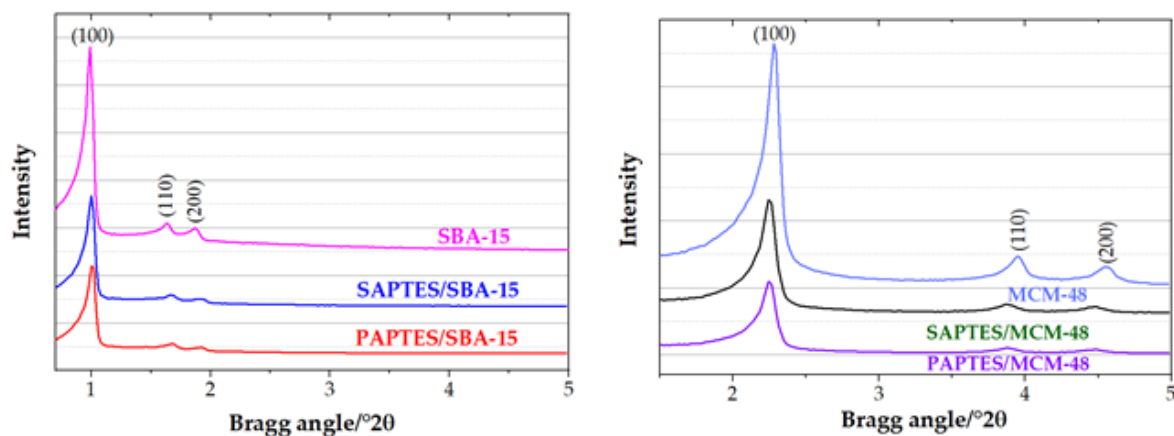 (100)
(110)
(200)
SBA-15
SAPTES/SBA-15
PAPTES/SBA-15
Intensity
1
2
3
4
5
Bragg angle/°2θ
(100)
(110)
(200)
MCM-48
SAPTES/MCM-48
PAPTES/MCM-48
Intensity
2
3
4
5
Bragg angle/°2θ